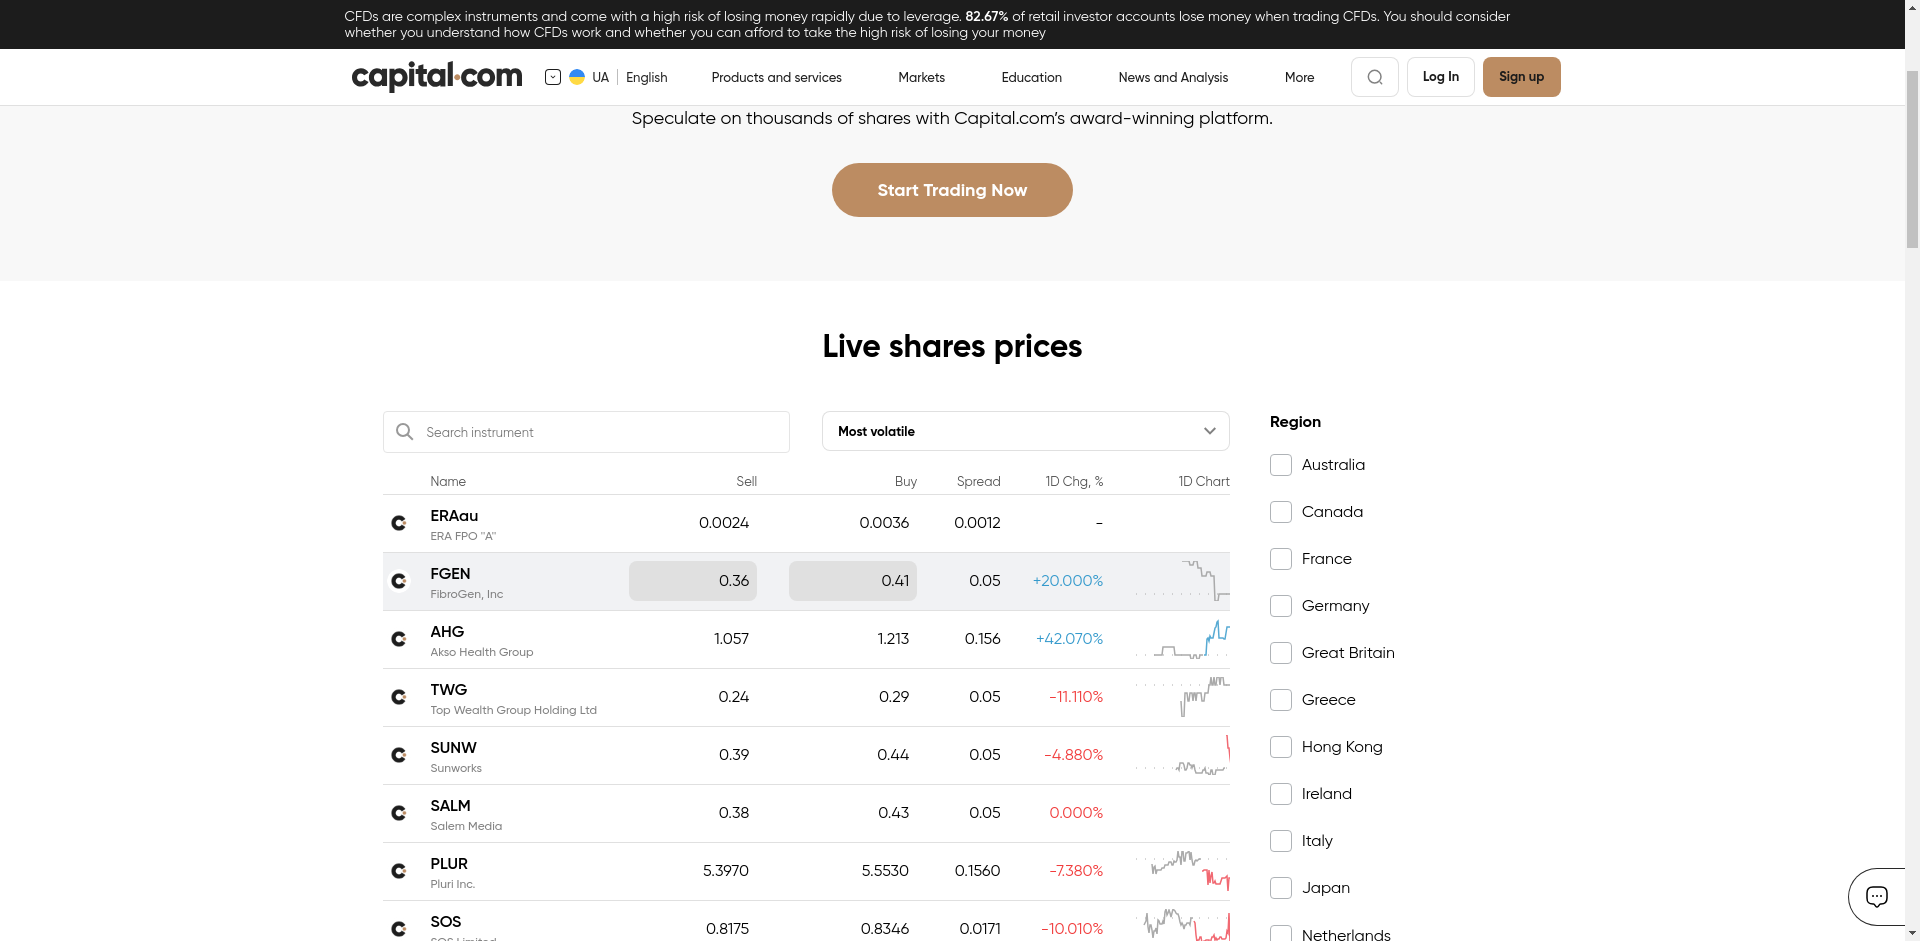 CFDs are complex instruments and come with a high risk of losing money rapidly due to leverage. 82.67% of retail investor accounts lose money when trading CFDs. You should consider
whether you understand how CFDs work and whether you can afford to take the high risk of losing your money
capital.com
UA English
Products and services
Markets
Education
News and Analysis
More
Log In
Sign up
Speculate on thousands of shares with Capital.com’s award-winning platform.
Start Trading Now
Live shares prices
Search instrument
Most volatile
Name Sell Buy Spread 1D Chg, % 1D Chart
ERAau 0.0024 0.0036 0.0012 -
ERA FPO "A"
FGEN 0.36 0.41 0.05 +20.000%
FibroGen, Inc
AHG 1.057 1.213 0.156 +42.070%
Akso Health Group
TWG 0.24 0.29 0.05 -11.110%
Top Wealth Group Holding Ltd
SUNW 0.39 0.44 0.05 -4.880%
Sunworks
SALM 0.38 0.43 0.05 0.000%
Salem Media
PLUR 5.3970 5.5530 0.1560 -7.380%
Pluri Inc.
SOS 0.8175 0.8346 0.0171 -10.010%
SOS Limited
Region
Australia
Canada
France
Germany
Great Britain
Greece
Hong Kong
Ireland
Italy
Japan
Netherlands